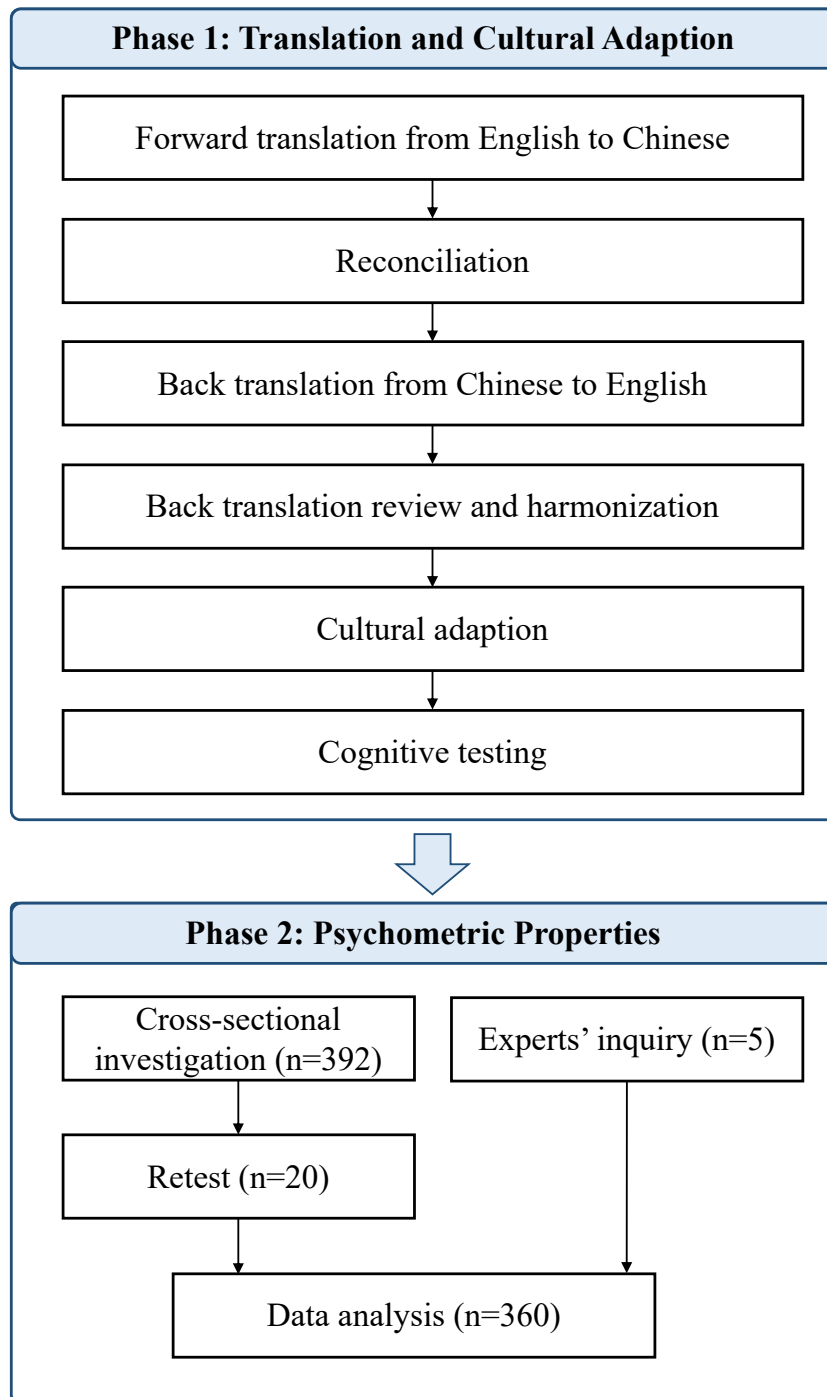 Phase 1: Translation and Cultural Adaption
Forward translation from English to Chinese
Reconciliation
Back translation from Chinese to English
Back translation review and harmonization
Cultural adaption
Cognitive testing
Phase 2: Psychometric Properties
Cross-sectional
investigation (n=392)
Experts’ inquiry (n=5)
Retest (n=20)
Data analysis (n=360)